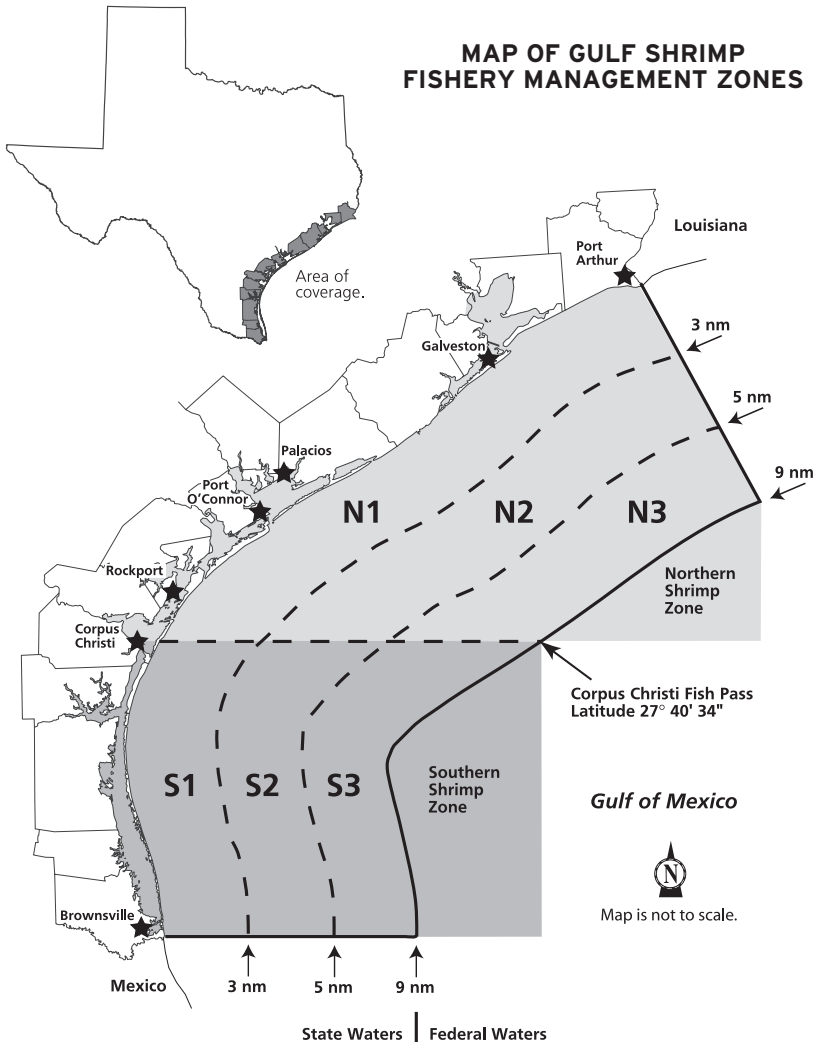 MAP OF GULF SHRIMP
FISHERY MANAGEMENT ZONES
Area of
coverage.
Louisiana
Port
Arthur
3 nm
Galveston
5 nm
Palacios
9 nm
Port
O'Connor
N1
N2
N3
Rockport
Northern
Shrimp
Zone
Corpus
Christi
Corpus Christi Fish Pass
Latitude 27° 40' 34"
S1
S2
S3
Southern
Shrimp
Zone
Gulf of Mexico
N
Map is not to scale.
Brownsville
Mexico
3 nm
5 nm
9 nm
State Waters
Federal Waters